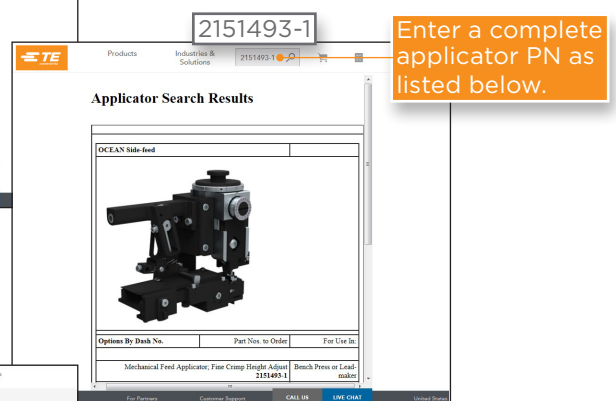 2151493-1
Enter a complete
applicator PN as
listed below.
TE
Products
Industries &
Solutions
2151493-1
Applicator Search Results
OCEAN Side-feed
Options By Dash No.
Part Nos. to Order
For Use In:
Mechanical Feed Applicator; Fine Crimp Height Adjust
2151493-1
Bench Press or Lead-
maker
For Partners
Customer Support
CALL US
LIVE CHAT
United States